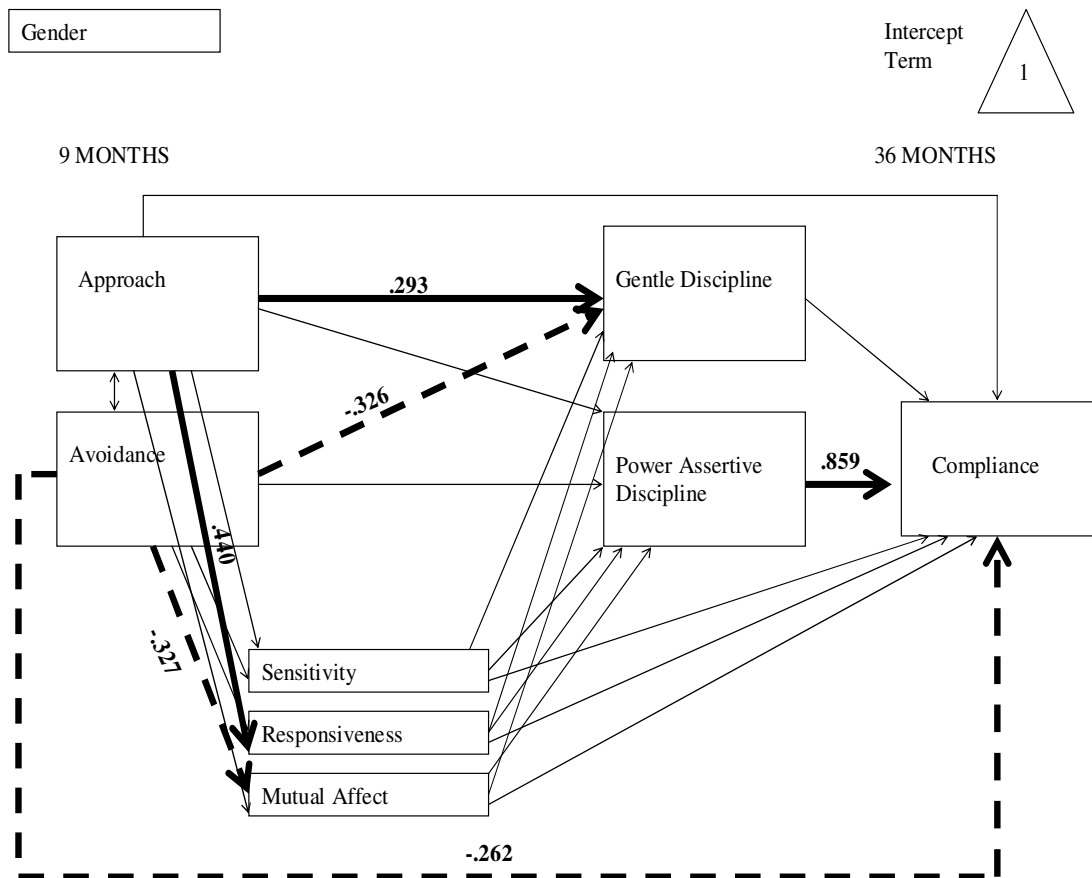 Gender
Intercept
Term
1
9 MONTHS
36 MONTHS
Approach
.293
Gentle Discipline
-.326
Avoidance
Power Assertive
Discipline
.859
Compliance
.440
-.327
Sensitivity
Responsiveness
Mutual Affect
-.262